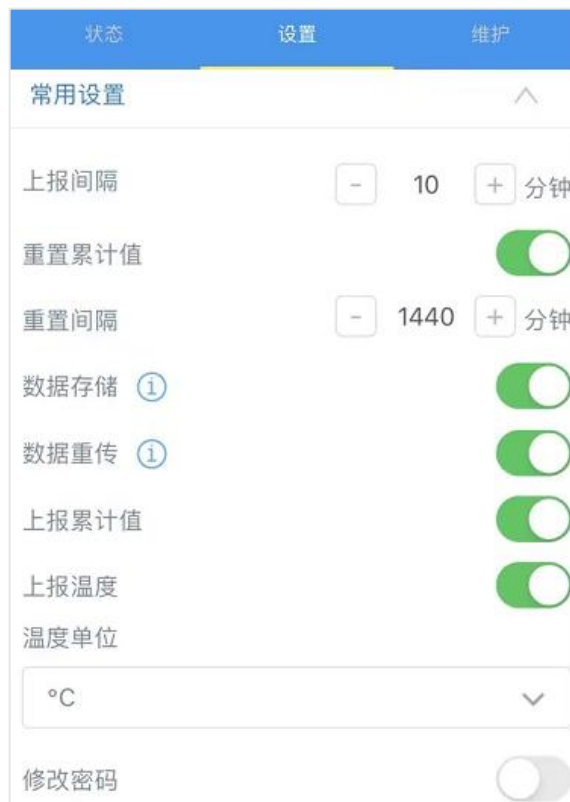 状态 设置 维护
常用设置
上报间隔 - 10 + 分钟
重置累计值
重置间隔 - 1440 + 分钟
数据存储 i
数据重传 i
上报累计值
上报温度
温度单位
°C
修改密码